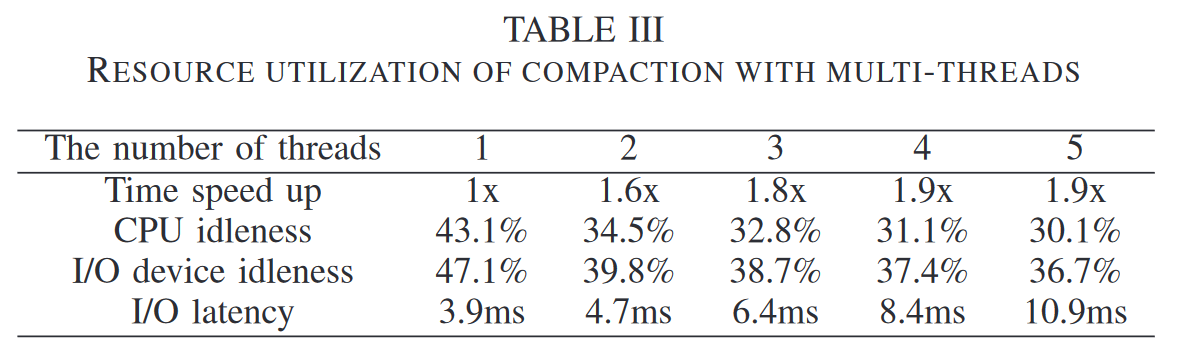 TABLE III
RESOURCE UTILIZATION OF COMPACTION WITH MULTI-THREADS
The number of threads 1 2 3 4 5
Time speed up 1x 1.6x 1.8x 1.9x 1.9x
CPU idleness 43.1% 34.5% 32.8% 31.1% 30.1%
I/O device idleness 47.1% 39.8% 38.7% 37.4% 36.7%
I/O latency 3.9ms 4.7ms 6.4ms 8.4ms 10.9ms